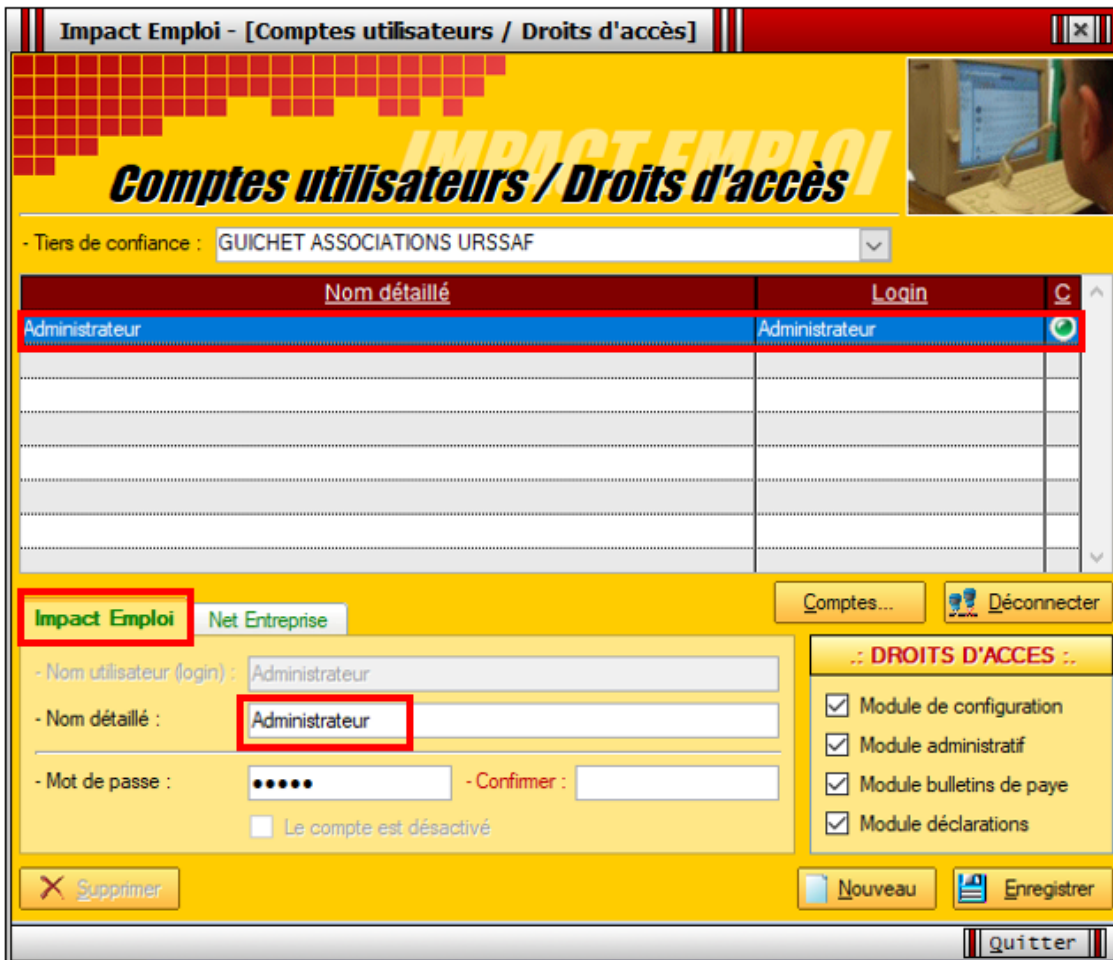 Impact Emploi - [Comptes utilisateurs / Droits d'accès]
IMPACT EMPLOI
Comptes utilisateurs / Droits d'accès
- Tiers de confiance : GUICHET ASSOCIATIONS URSSAF
Nom détaillé Login C
Administrateur Administrateur
Comptes... Déconnecter
Impact Emploi Net Entreprise
.: DROITS D'ACCES :.
- Nom utilisateur (login) : Administrateur
Module de configuration
- Nom détaillé : Administrateur
Module administratif
- Mot de passe : ●●●●● - Confirmer :
Module bulletins de paye
Le compte est désactivé
Module déclarations
Supprimer Nouveau Enregistrer
Quitter